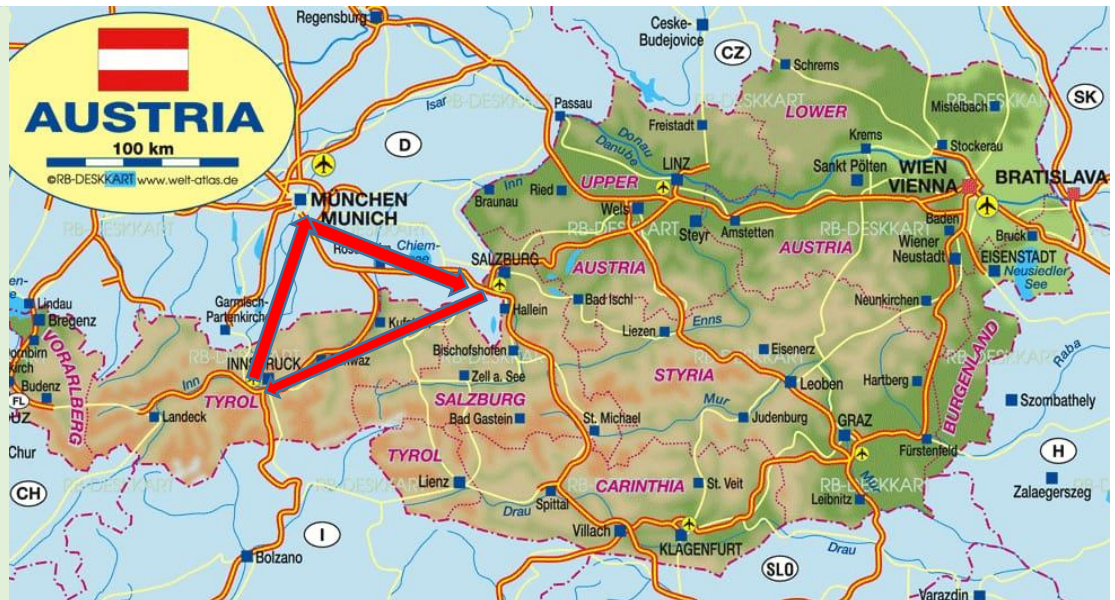 AUSTRIA
100 km
©RB-DESKKART www.welt-atlas.de
Regensburg
Isar
D
MÜNCHEN
MUNICH
Chiem-
Garmisch-
Lindau
Bregenz
Budenz
FL
Chur
CH
VORARLBERG
Inn
Landeck
TYROL
Bolzano
I
Ceske-
Budejovice
CZ
Passau
Inn
Braunau
Ried
UPPER
AUSTRIA
SALZBURG
Hallein
Bad Ischl
Bischofshofen
Zell a. See
SALZBURG
Bad Gastein
TYROL
Lienz
Drau
Spittal
Villach
CARINTHIA
St. Veit
KLAGENFURT
St. Michael
Donau
Danube
Freistadt
LINZ
Wels
Steyr
Amstetten
Liezen
Enns
Eisenerz
STYRIA
Leoben
Mur
Judenburg
GRAZ
Leibnitz
Hartberg
Fürstenfeld
BURGENLAND
Schrems
LOWER
AUSTRIA
Krems
Sankt Pölten
Mistelbach
Stockerau
WIEN
VIENNA
Baden
Wiener
Neustadt
Neunkirchen
Bruck
EISENSTADT
Neusiedler
See
SK
BRATISLAVA
Raba
Szombathely
H
Zalaegerszeg
Drau
SLO
Varazdin
RB-DESKKART